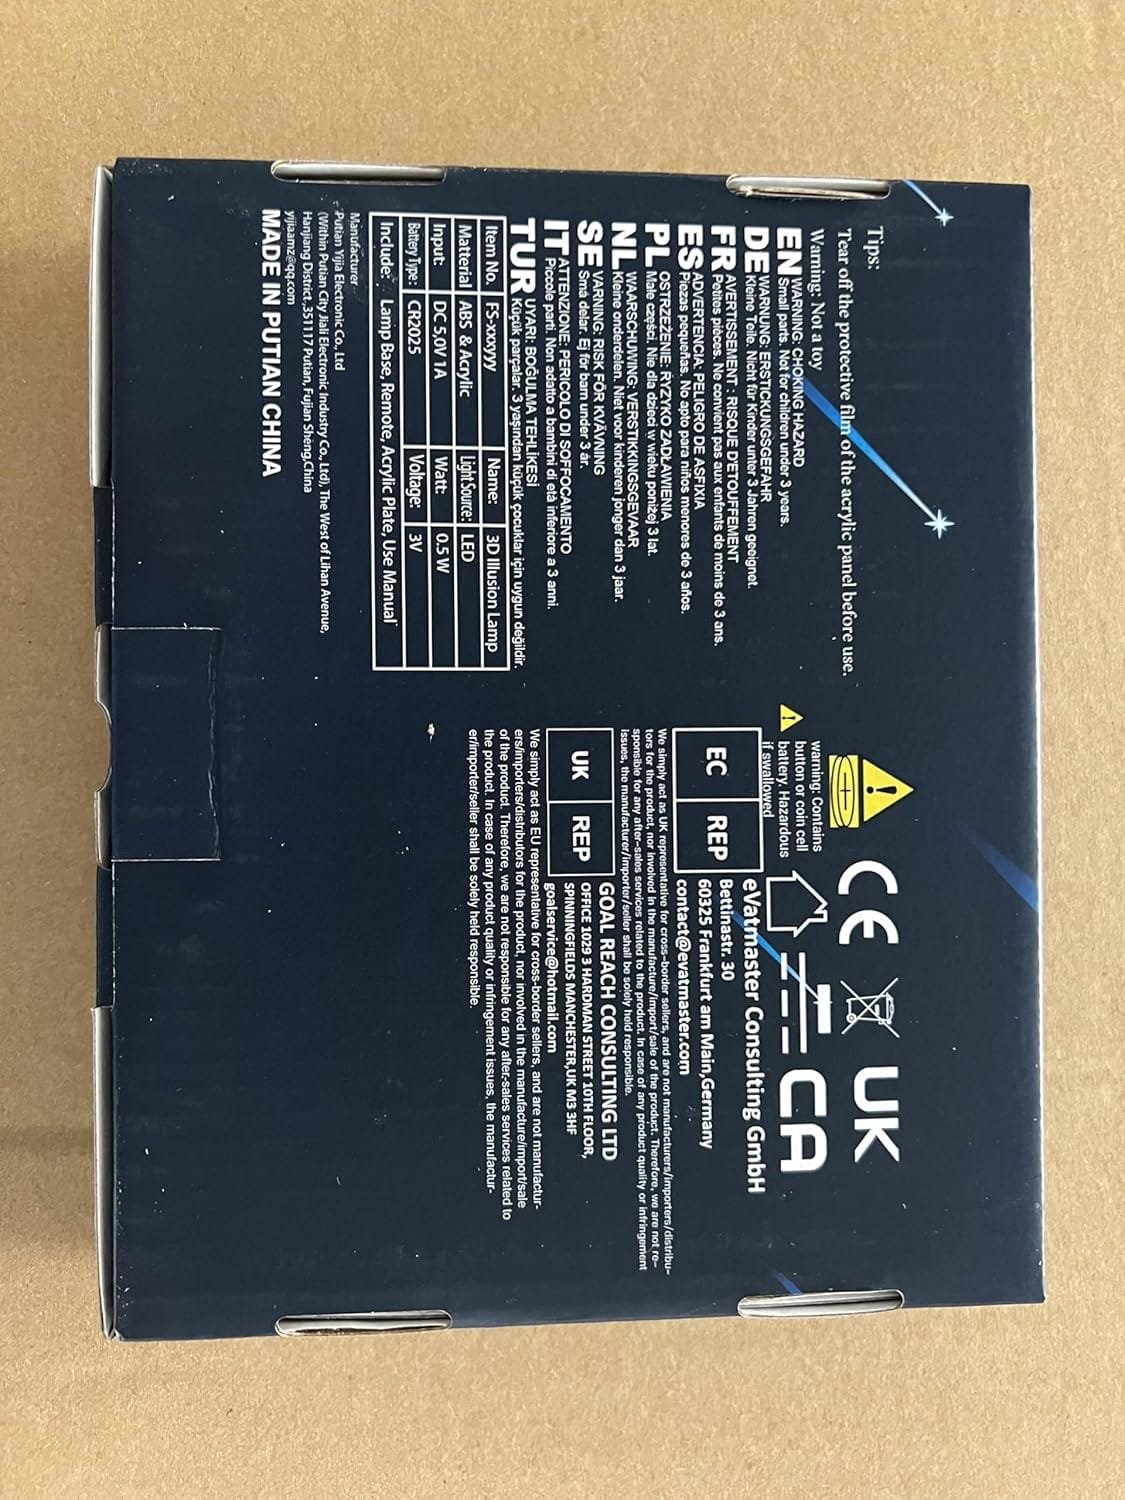 Tips:
Tear off the protective film of the acrylic panel before use.
Warning: Not a toy
EN WARNING: CHOKING HAZARD
Small parts. Not for children under 3 years.
DE WARNUNG: ERSTICKUNGSGEFAHR
Kleine Teile. Nicht für Kinder unter 3 Jahren geeignet.
FR AVERTISSEMENT: RISQUE D'ETOUFFEMENT
Petites pièces. Ne convient pas aux enfants de moins de 3 ans.
ES ADVERTENCIA: PELIGRO DE ASFIXIA
Piezas pequeñas. No apto para niños menores de 3 años.
PL OSTRZEŻENIE: RYZYKO ZADŁAWIENIA
Małe części. Nie dla dzieci w wieku poniżej 3 lat.
NL WAARSCHUWING: VERSTIKKINGSGEVAAR
Kleine onderdelen. Niet voor kinderen jonger dan 3 jaar.
SE VARNING: RISK FÖR KVÄVNING
Små delar. Ej för barn under 3 år.
IT ATTENZIONE: PERICOLO DI SOFFOCAMENTO
Piccole parti. Non adatto a bambini di età inferiore a 3 anni.
TUR UYARI: BOĞULMA TEHLİKESİ
Küçük parçalar. 3 yaşından küçük çocuklar için uygun değildir.
Item No. FS-xxyyy Name: 3D Illusion Lamp
Matterial ABS & Acrylic Light Source: LED
Input: DC 5,0V 1A Watt: 0.5W
Battery Type: CR2025 Voltage: 3V
Include: Lamp Base, Remote, Acrylic Plate, Use Manual
Manufacturer
Putian Yijia Electronic Co., Ltd
(Within Putian City Jiali Electronic Industry Co., Ltd), The West of Lihan Avenue,
Hanjiang District, 351117 Putian, Fujian Sheng, China
yijiaamz@qq.com
MADE IN PUTIAN CHINA
CE
UK
CA
warning: Contains
button or coin cell
battery. Hazardous
if swallowed
EC REP
eVatmaster Consulting GmbH
Bettinastr. 30
60325 Frankfurt am Main,Germany
contact@evatmaster.com
We simply act as UK representative for cross-border sellers, and are not manufacturers/importers/distribu-
tors for the product, nor involved in the manufacture/import/sale of the product. Therefore, we are not re-
sponsible for any after-sales services related to the product. In case of any product quality or infringement
issues, the manufacturer/importer/seller shall be solely held responsible.
UK REP
GOAL REACH CONSULTING LTD
OFFICE 1029 3 HARDMAN STREET 10TH FLOOR,
SPINNINGFIELDS MANCHESTER,UK M3 3HF
goalservice@hotmail.com
We simply act as EU representative for cross-border sellers, and are not manufactur-
ers/importers/distributors for the product, nor involved in the manufacture/import/sale
of the product. Therefore, we are not responsible for any after-sales services related to
the product. In case of any product quality or infringement issues, the manufactur-
er/importer/seller shall be solely held responsible.